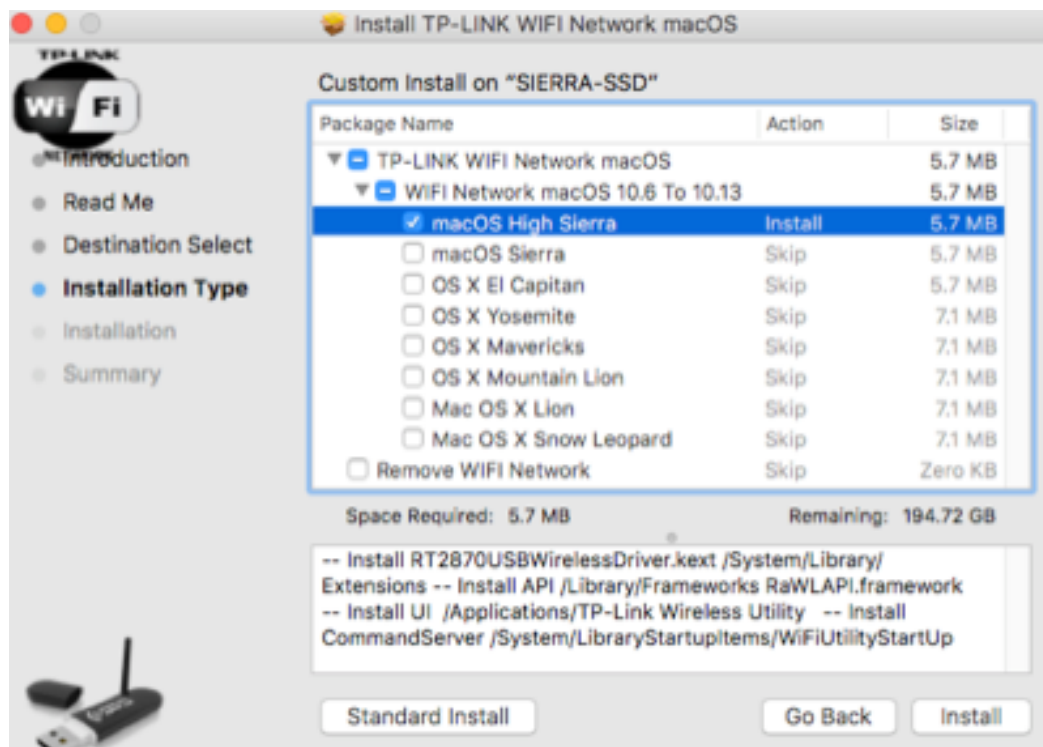 Install TP-LINK WIFI Network macOS
TP-LINK
Wi Fi
Introduction
Read Me
Destination Select
Installation Type
Installation
Summary
Custom Install on “SIERRA-SSD”
Package Name Action Size
TP-LINK WIFI Network macOS 5.7 MB
WIFI Network macOS 10.6 To 10.13 5.7 MB
macOS High Sierra Install 5.7 MB
macOS Sierra Skip 5.7 MB
OS X El Capitan Skip 5.7 MB
OS X Yosemite Skip 7.1 MB
OS X Mavericks Skip 7.1 MB
OS X Mountain Lion Skip 7.1 MB
Mac OS X Lion Skip 7.1 MB
Mac OS X Snow Leopard Skip 7.1 MB
Remove WIFI Network Skip Zero KB
Space Required: 5.7 MB Remaining: 194.72 GB
-- Install RT2870USBWirelessDriver.kext /System/Library/
Extensions -- Install API /Library/Frameworks RaWLAPI.framework
-- Install UI /Applications/TP-Link Wireless Utility -- Install
CommandServer /System/LibraryStartupItems/WiFiUtilityStartUp
Standard Install Go Back Install